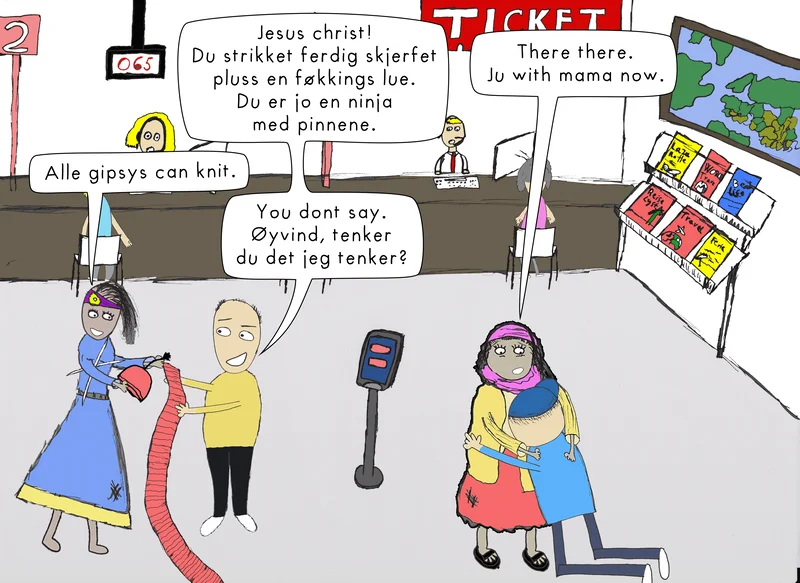 2
065
TICKET
Jesus christ!
Du strikket ferdig skjerfet
pluss en føkkings lue.
Du er jo en ninja
med pinnene.
There there.
Ju with mama now.
Alle gipsys can knit.
You dont say.
Øyvind, tenker
du det jeg tenker?
Reise
Travel